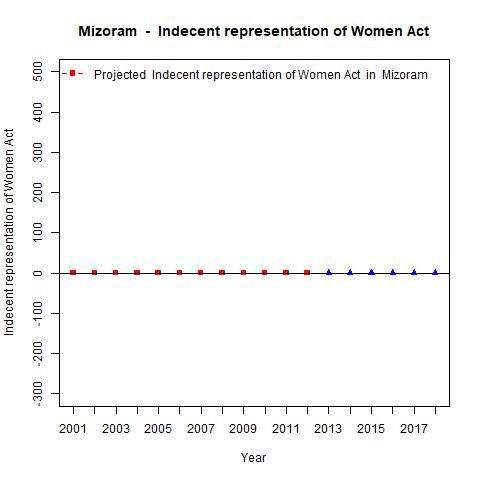 Mizoram - Indecent representation of Women Act
Projected Indecent representation of Women Act in Mizoram
Indecent representation of Women Act
500
400
300
200
100
0
-100
-200
-300
2001 2003 2005 2007 2009 2011 2013 2015 2017
Year